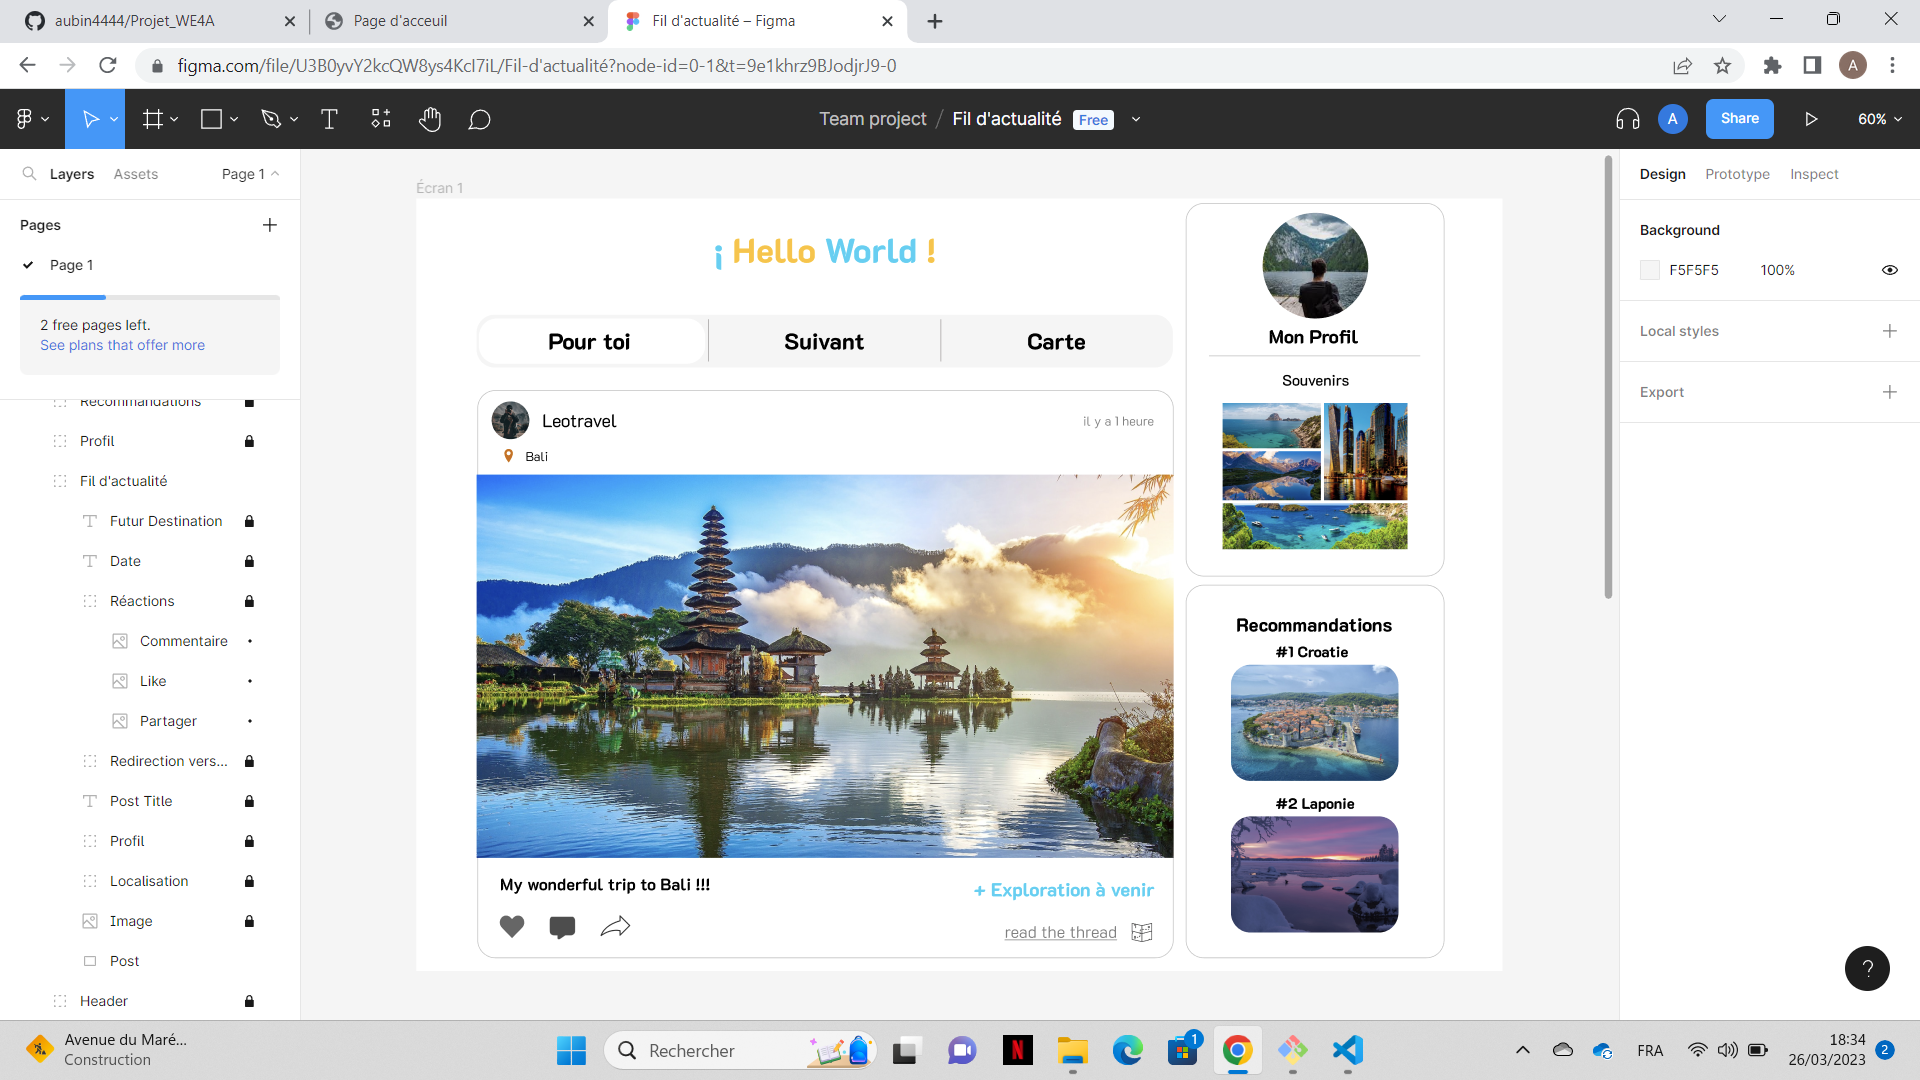 aubin4444/Projet_WE4A
Page d'acceuil
Fil d'actualité – Figma
figma.com/file/U3B0yvY2kcQW8ys4KcI7iL/Fil-d'actualité?node-id=0-1&t=9e1khrz9BJodjrJ9-0
A
Team project / Fil d'actualité Free
A
Share
60%
Layers Assets Page 1
Pages
Page 1
2 free pages left.
See plans that offer more
Recommandations
Profil
Fil d'actualité
Futur Destination
Date
Réactions
Commentaire
Like
Partager
Redirection vers...
Post Title
Profil
Localisation
Image
Post
Header
Écran 1
¡ Hello World !
Pour toi
Suivant
Carte
Leotravel
il y a 1 heure
Bali
My wonderful trip to Bali !!!
+ Exploration à venir
read the thread
Mon Profil
Souvenirs
Recommandations
#1 Croatie
#2 Laponie
Design Prototype Inspect
Background
F5F5F5 100%
Local styles
Export
?
Avenue du Maré...
Construction
Rechercher
N
1
FRA
18:34
26/03/2023
2